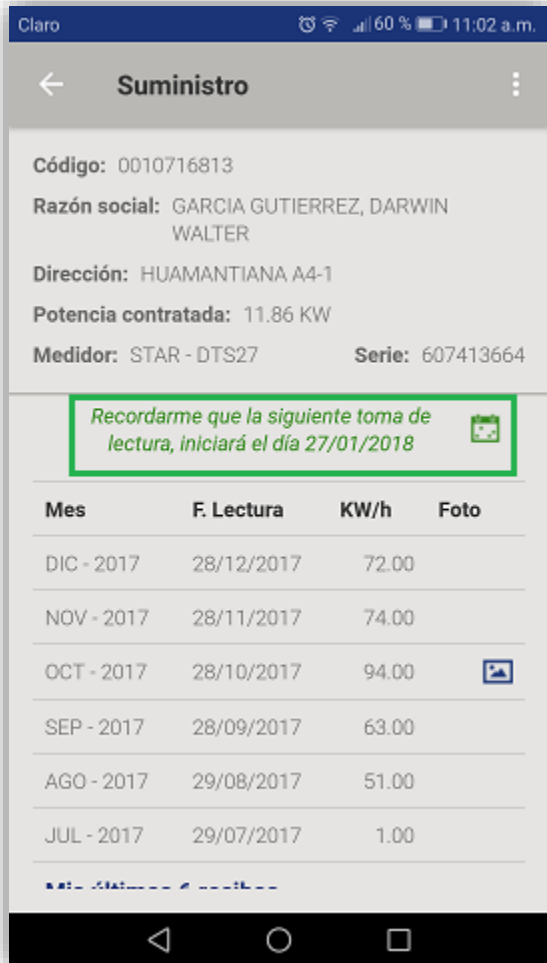 Claro 60 % 11:02 a.m.
Suministro
Código: 0010716813
Razón social: GARCIA GUTIERREZ, DARWIN
WALTER
Dirección: HUAMANTIANA A4-1
Potencia contratada: 11.86 KW
Medidor: STAR - DTS27 Serie: 607413664
Recordarme que la siguiente toma de
lectura, iniciará el día 27/01/2018
Mes F. Lectura KW/h Foto
DIC - 2017 28/12/2017 72.00
NOV - 2017 28/11/2017 74.00
OCT - 2017 28/10/2017 94.00
SEP - 2017 28/09/2017 63.00
AGO - 2017 29/08/2017 51.00
JUL - 2017 29/07/2017 1.00
Mis últimos 6 recibos